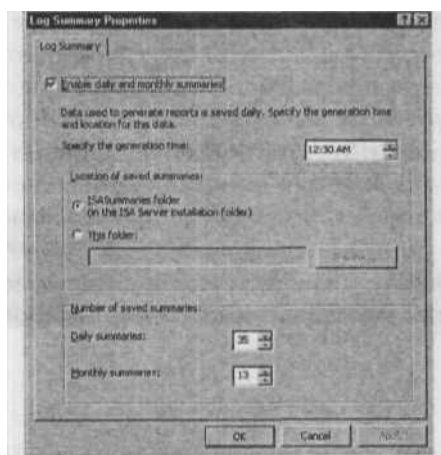 Log Summary Properties
Log Summary
Enable daily and monthly summaries
Data used to generate reports is saved daily. Specify the generation time
and location for this data.
Specify the generation time:
12:30 AM
Location of saved summaries:
ISASummaries folder
(in the ISA Server installation folder)
This folder:
Browse...
Number of saved summaries:
Daily summaries:
35
Monthly summaries:
13
OK
Cancel
Apply